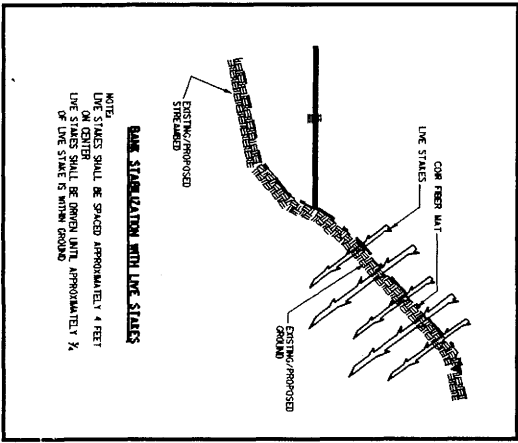 COIR FIBER MAT
LIVE STAKES
EXISTING/PROPOSED
GROUND
EXISTING/PROPOSED
STREAMBED
BANK STABILIZATION WITH LIVE STAKES
NOTE:
LIVE STAKES SHALL BE SPACED APPROXIMATELY 4 FEET
ON CENTER
LIVE STAKES SHALL BE DRIVEN UNTIL APPROXIMATELY ¾
OF LIVE STAKE IS WITHIN GROUND